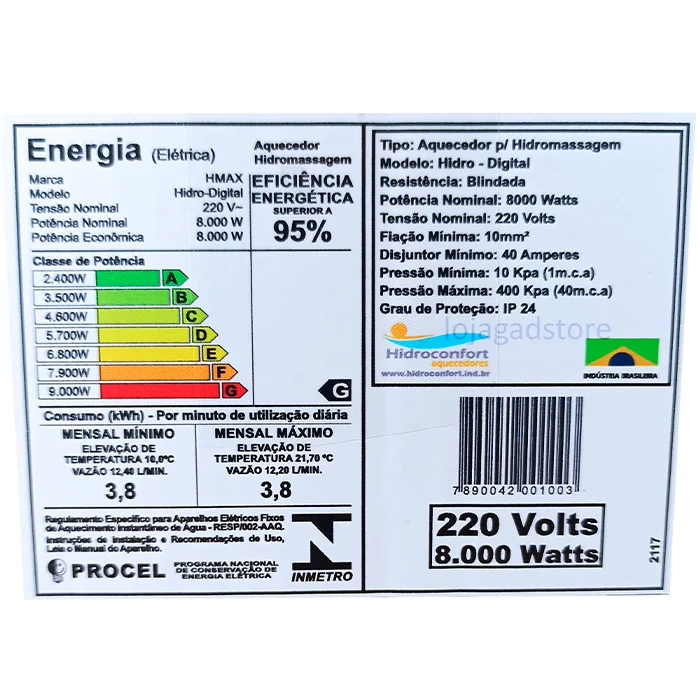 Energia (Elétrica)
Aquecedor
Hidromassagem
Marca HMAX
Modelo Hidro-Digital
Tensão Nominal 220 V~
Potência Nominal 8.000 W
Potência Econômica 8.000 W
EFICIÊNCIA
ENERGÉTICA
SUPERIOR A
95%
Classe de Potência
2.400W A
3.500W B
4.600W C
5.700W D
6.800W E
7.900W F
9.000W G
G
Consumo (kWh) - Por minuto de utilização diária
MENSAL MÍNIMO
ELEVAÇÃO DE
TEMPERATURA 10,0ºC
VAZÃO 12,40 L/MIN.
3,8
MENSAL MÁXIMO
ELEVAÇÃO DE
TEMPERATURA 21,70 ºC
VAZÃO 12,20 L/MIN.
3,8
Regulamento Específico para Aparelhos Elétricos Fixos
de Aquecimento Instantâneo de Água - RESP/002-AAQ.
Instruções de Instalação e Recomendações de Uso,
Leia o Manual do Aparelho.
PROCEL
PROGRAMA NACIONAL
DE CONSERVAÇÃO DE
ENERGIA ELÉTRICA
INMETRO
Tipo: Aquecedor p/ Hidromassagem
Modelo: Hidro - Digital
Resistência: Blindada
Potência Nominal: 8000 Watts
Tensão Nominal: 220 Volts
Fiação Mínima: 10mm²
Disjuntor Mínimo: 40 Amperes
Pressão Mínima: 10 Kpa (1m.c.a)
Pressão Máxima: 400 Kpa (40m.c.a)
Grau de Proteção: IP 24
lojagadstore
Hidroconfort
aquecedores
www.hidroconfort.ind.br
INDÚSTRIA BRASILEIRA
7 890042 001003
220 Volts
8.000 Watts
2117